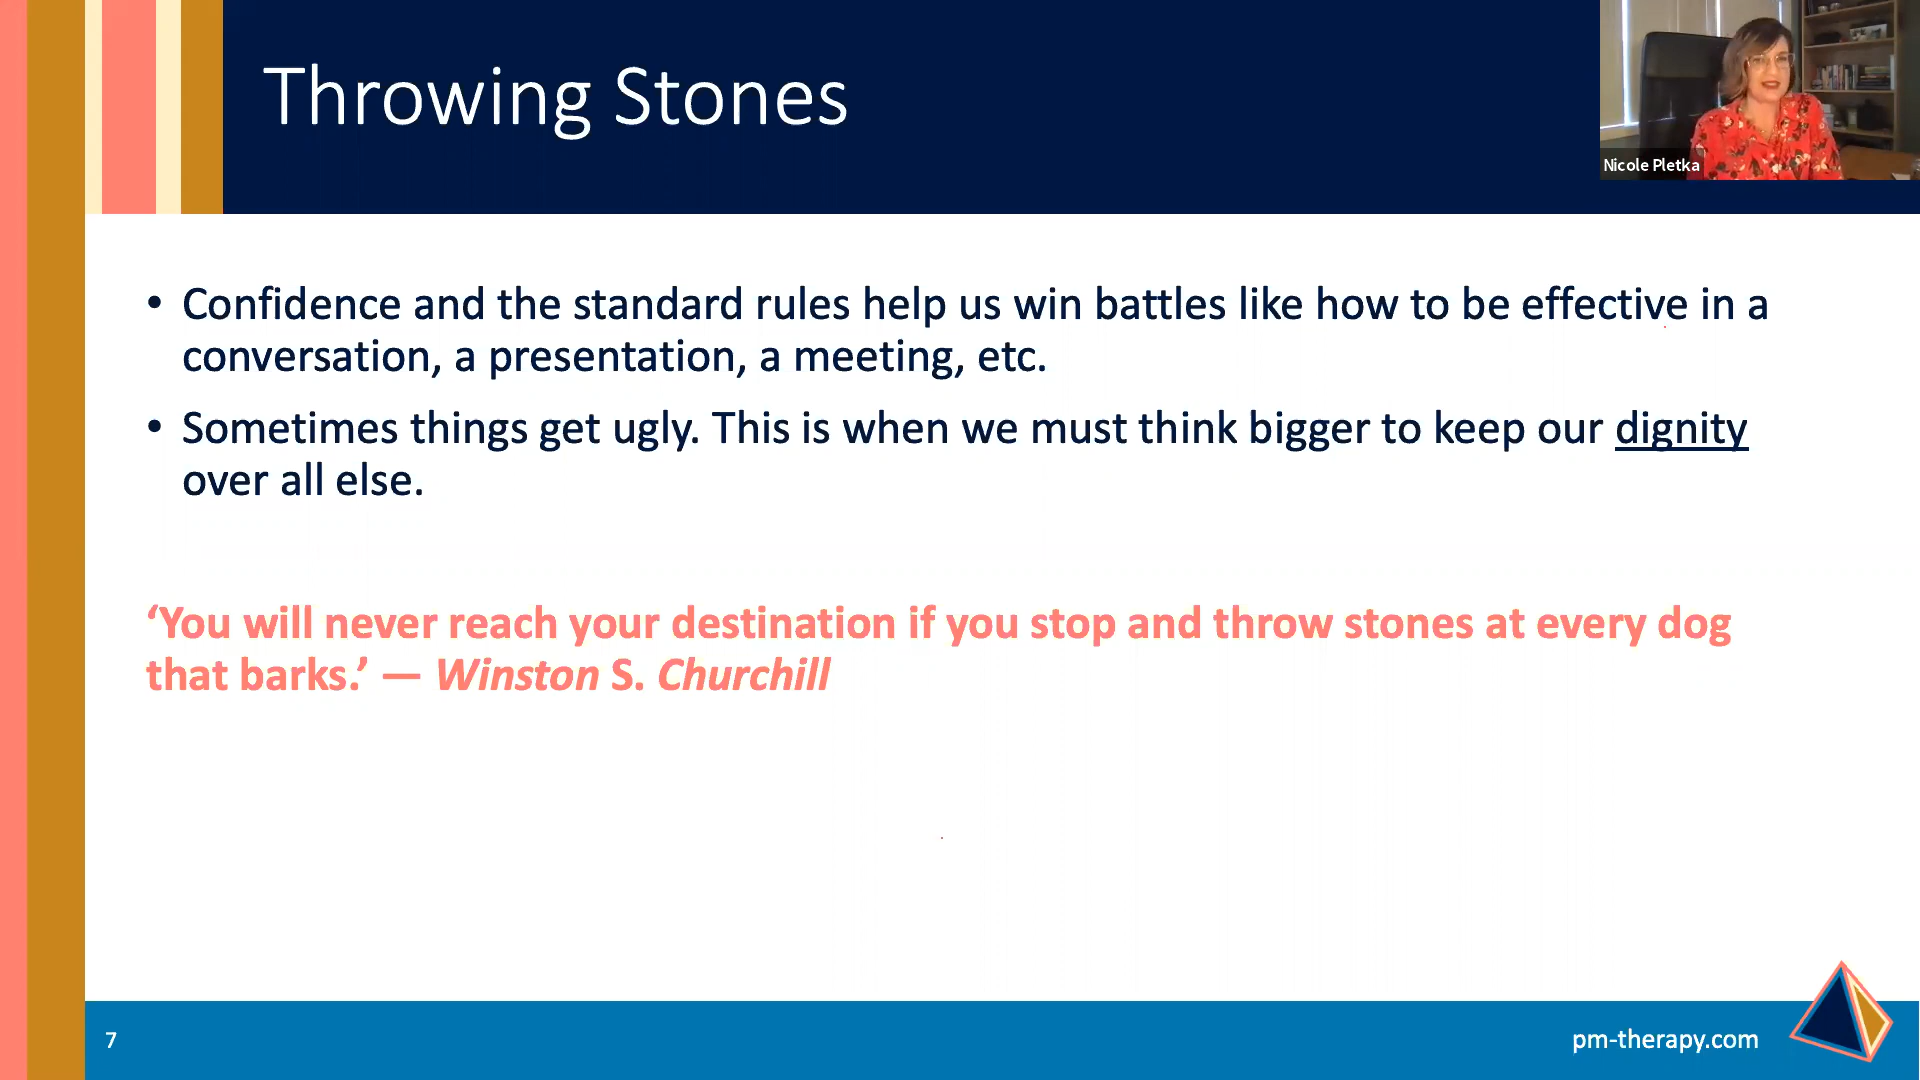 Throwing Stones
Nicole Pletka
• Confidence and the standard rules help us win battles like how to be effective in a
conversation, a presentation, a meeting, etc.
• Sometimes things get ugly. This is when we must think bigger to keep our dignity
over all else.
‘You will never reach your destination if you stop and throw stones at every dog
that barks.’ — Winston S. Churchill
7
pm-therapy.com